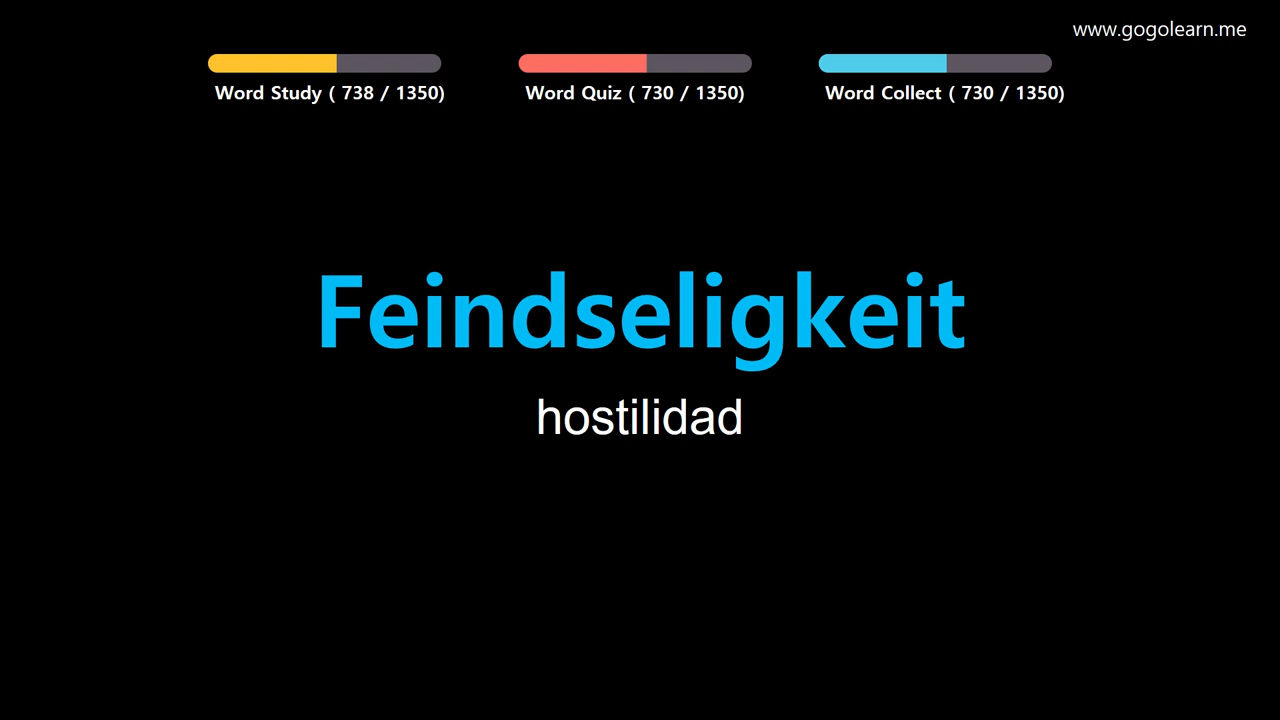 www.gogolearn.me
Word Study ( 738 / 1350)
Word Quiz ( 730 / 1350)
Word Collect ( 730 / 1350)
Feindseligkeit
hostilidad